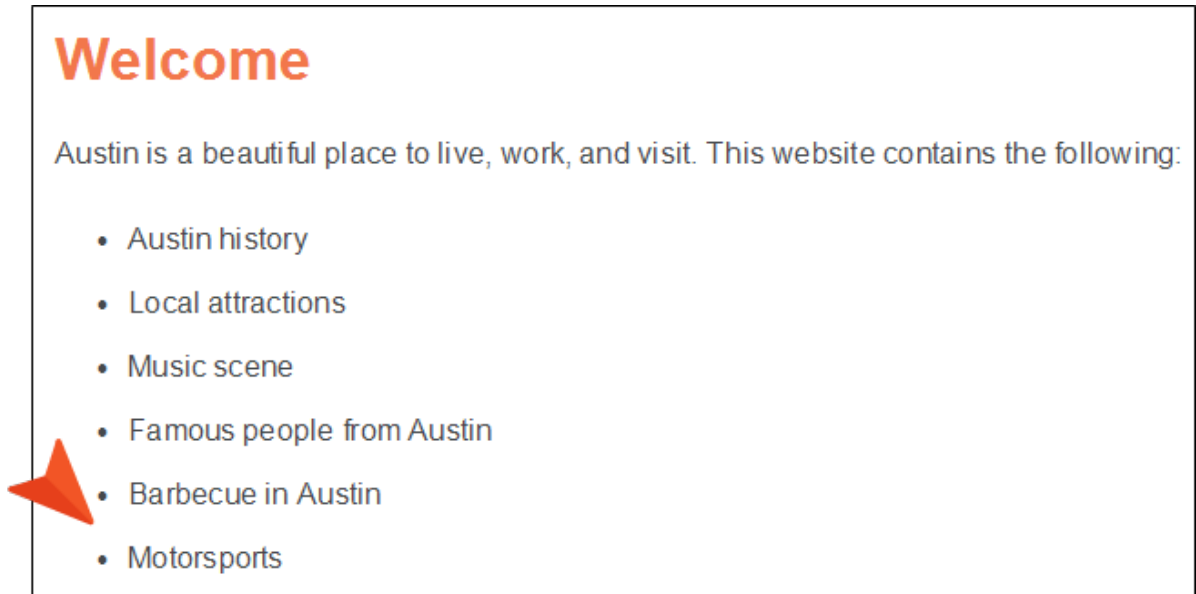 Welcome
Austin is a beautiful place to live, work, and visit. This website contains the following:
• Austin history
• Local attractions
• Music scene
• Famous people from Austin
• Barbecue in Austin
• Motorsports